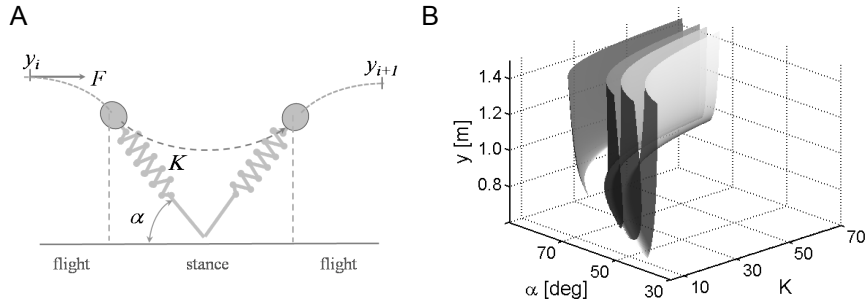 A
y_i
F
y_{i+1}
K
α
flight
stance
flight
B
1.4
1.2
1.0
0.8
y [m]
70
50
30
α [deg]
10
30
50
70
K